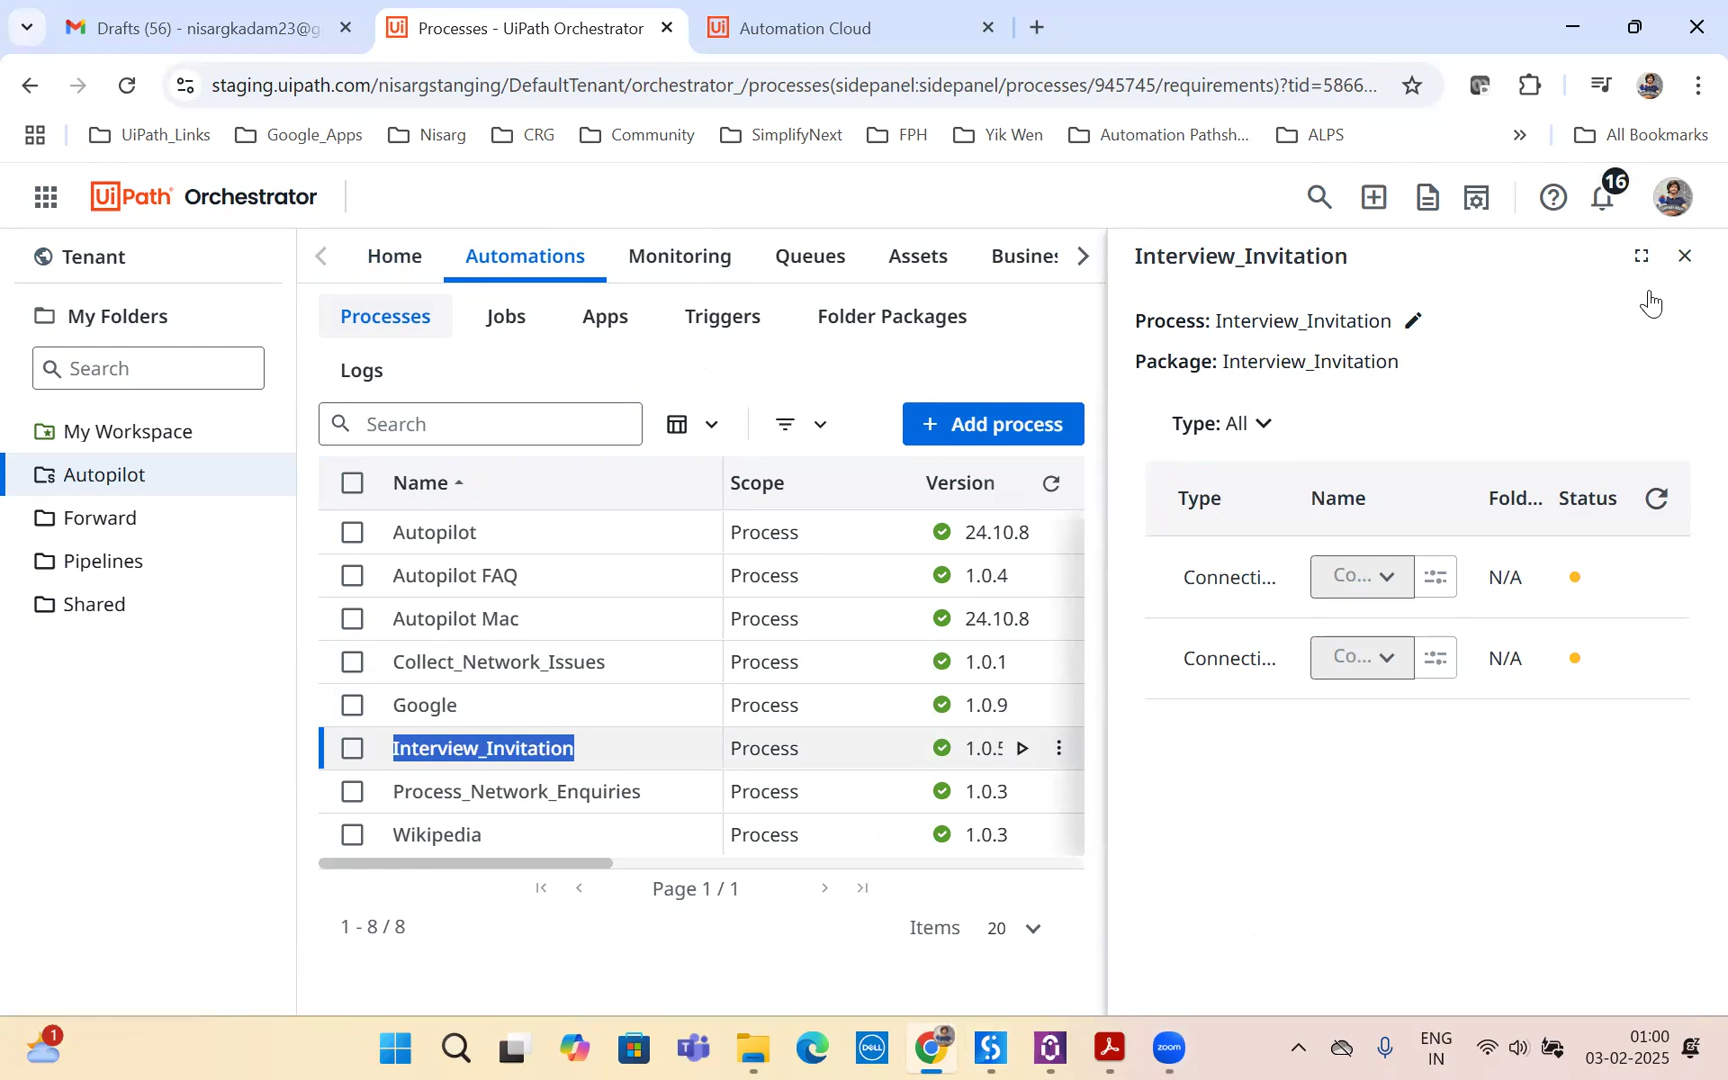 Drafts (56) - nisargkadam23@g
Processes - UiPath Orchestrator
Ui
Automation Cloud
staging.uipath.com/nisargstanging/DefaultTenant/orchestrator_/processes(sidepanel:sidepanel/processes/945745/requirements)?tid=5866...
UiPath_Links
Google_Apps
Nisarg
CRG
Community
SimplifyNext
FPH
Yik Wen
Automation Pathsh...
ALPS
All Bookmarks
UiPath Orchestrator
16
Tenant
My Folders
Search
My Workspace
Autopilot
Forward
Pipelines
Shared
Home
Automations
Monitoring
Queues
Assets
Busines
Processes
Jobs
Apps
Triggers
Folder Packages
Logs
Search
+ Add process
Name Scope Version
Autopilot Process 24.10.8
Autopilot FAQ Process 1.0.4
Autopilot Mac Process 24.10.8
Collect_Network_Issues Process 1.0.1
Google Process 1.0.9
Interview_Invitation Process 1.0.5
Process_Network_Enquiries Process 1.0.3
Wikipedia Process 1.0.3
Page 1 / 1
1 - 8 / 8
Items 20
Interview_Invitation
Process: Interview_Invitation
Package: Interview_Invitation
Type: All
Type Name Fold... Status
Connecti... Co... N/A
Connecti... Co... N/A
1
DELL
zoom
ENG
IN
01:00
03-02-2025